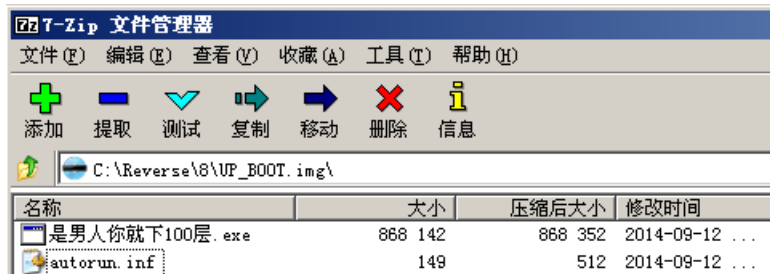 7-Zip 文件管理器
文件(F) 编辑(E) 查看(V) 收藏(A) 工具(T) 帮助(H)
添加 提取 测试 复制 移动 删除 信息
C:\Reverse\8\UP_BOOT.img\
名称 大小 压缩后大小 修改时间
是男人你就下100层.exe 868 142 868 352 2014-09-12 ...
autorun.inf 149 512 2014-09-12 ...